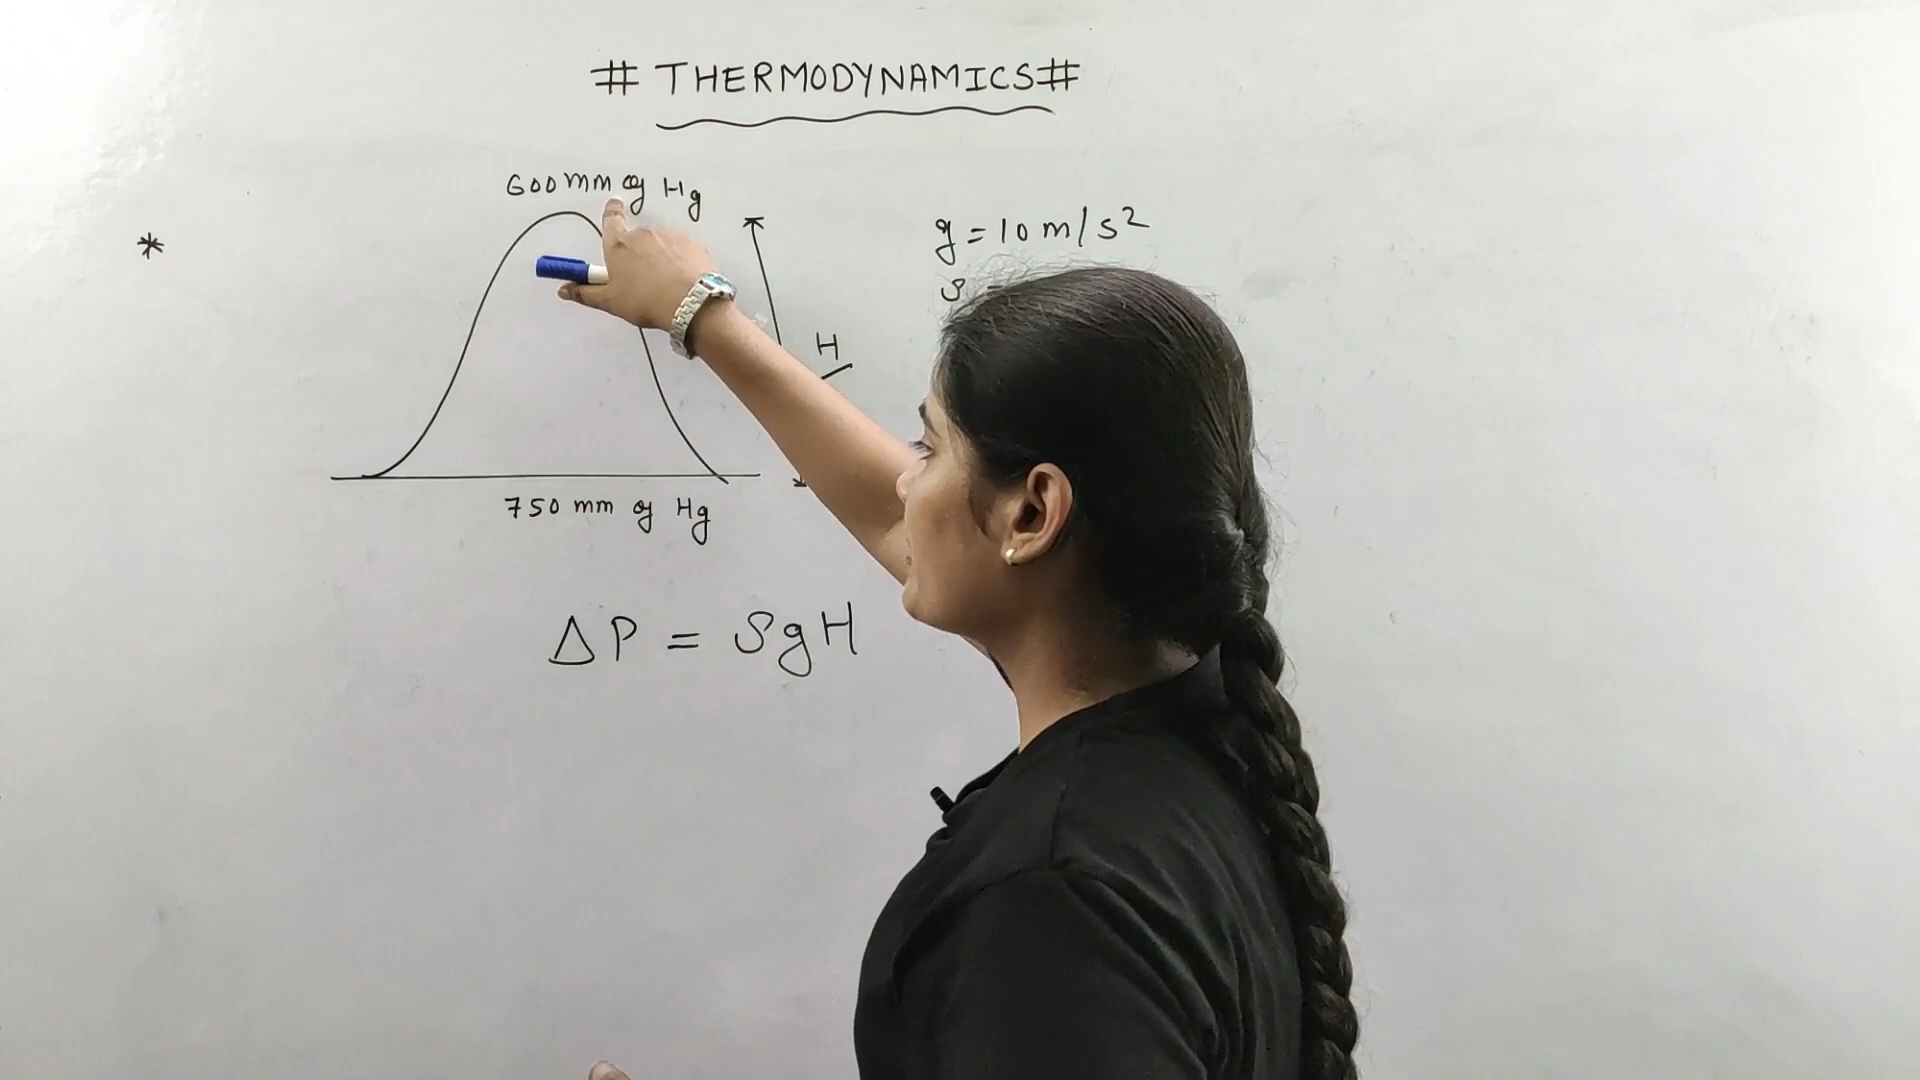 # THERMODYNAMICS #
600 mm of Hg
g = 10 m/s²
*
H
750 mm of Hg
ΔP = ρgH